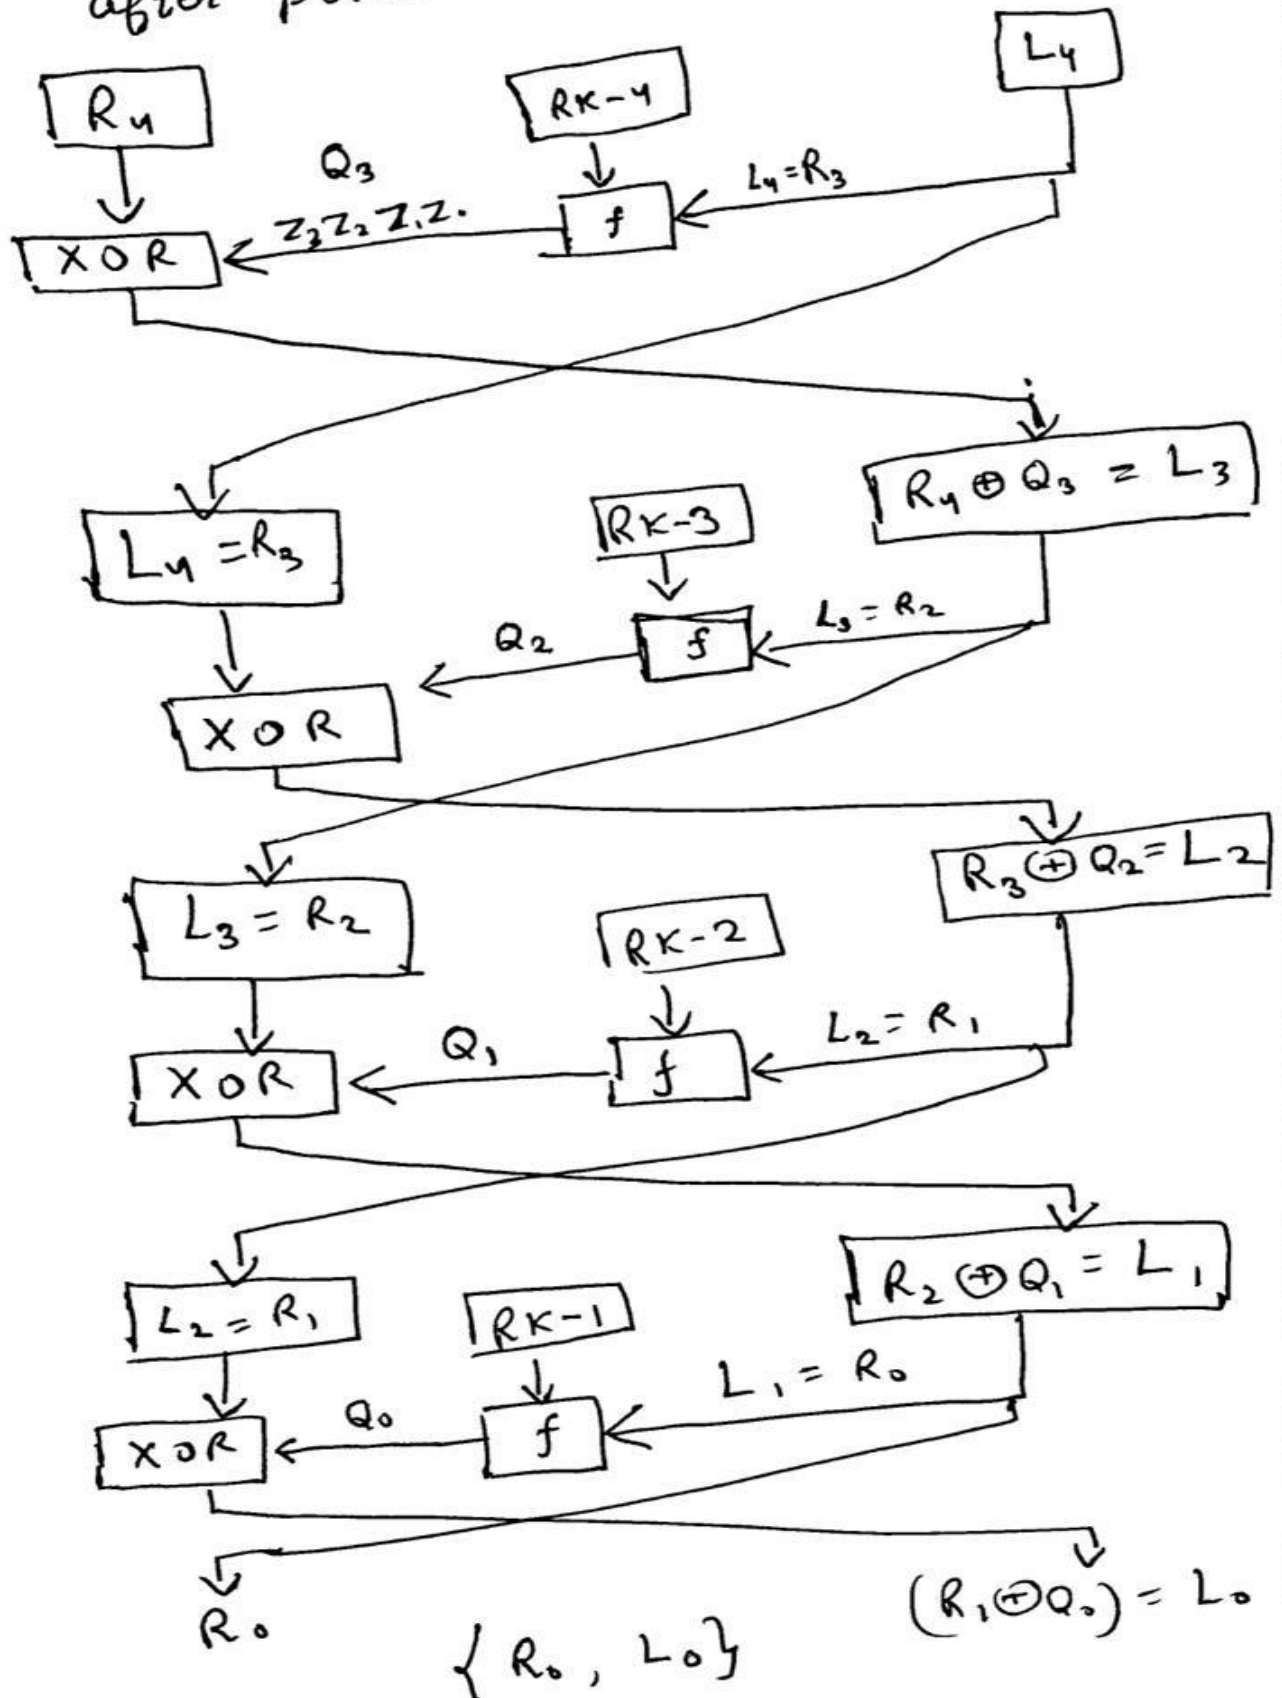 after
R4 RK-4 L4
Q3 L4=R3
Z3Z2Z1Z.
XOR f
R4 ⊕ Q3 = L3
L4 =R3 RK-3
Q2 f L3=R2
XOR
R3 ⊕ Q2= L2
L3 = R2 RK-2
Q1 L2= R1
XOR f
R2 ⊕ Q1 = L1
L2 = R1 RK-1
Q0 L1 = R0
XOR f
R0 (R1⊕Q0) = L0
{ R0, L0}